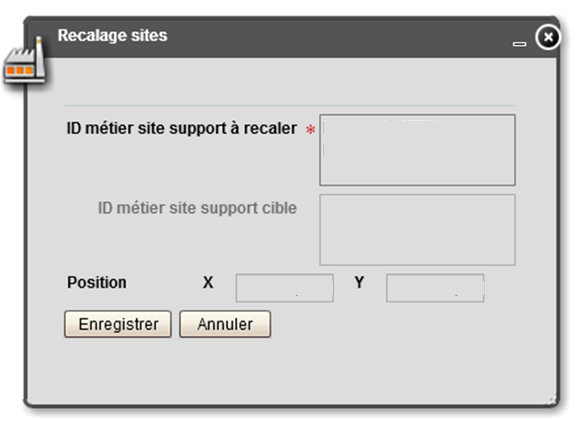 Recalage sites
ID métier site support à recaler *
ID métier site support cible
Position X Y
Enregistrer Annuler